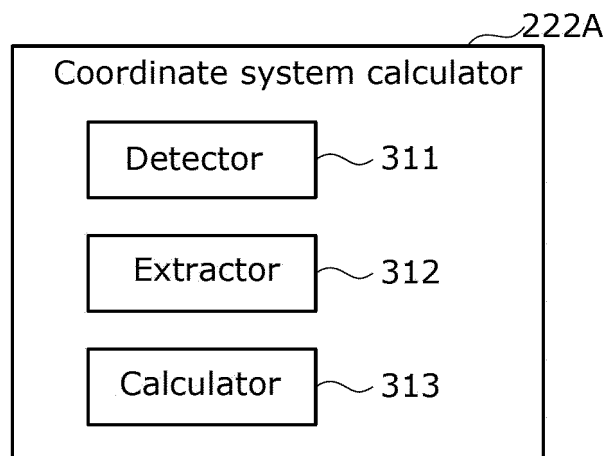 222A
Coordinate system calculator
Detector 311
Extractor 312
Calculator 313